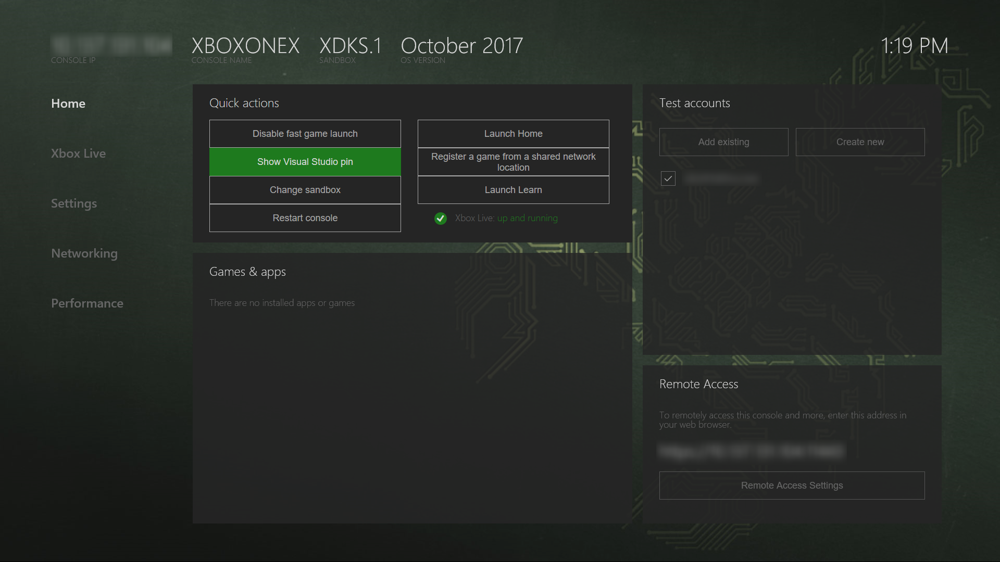 XBOXONEX XDKS.1 October 2017 1:19 PM
CONSOLE IP CONSOLE NAME SANDBOX OS VERSION
Home
Xbox Live
Settings
Networking
Performance
Quick actions
Disable fast game launch
Show Visual Studio pin
Change sandbox
Restart console
Launch Home
Register a game from a shared network
location
Launch Learn
Xbox Live: up and running
Games & apps
There are no installed apps or games
Test accounts
Add existing
Create new
Remote Access
To remotely access this console and more, enter this address in
your web browser.
Remote Access Settings